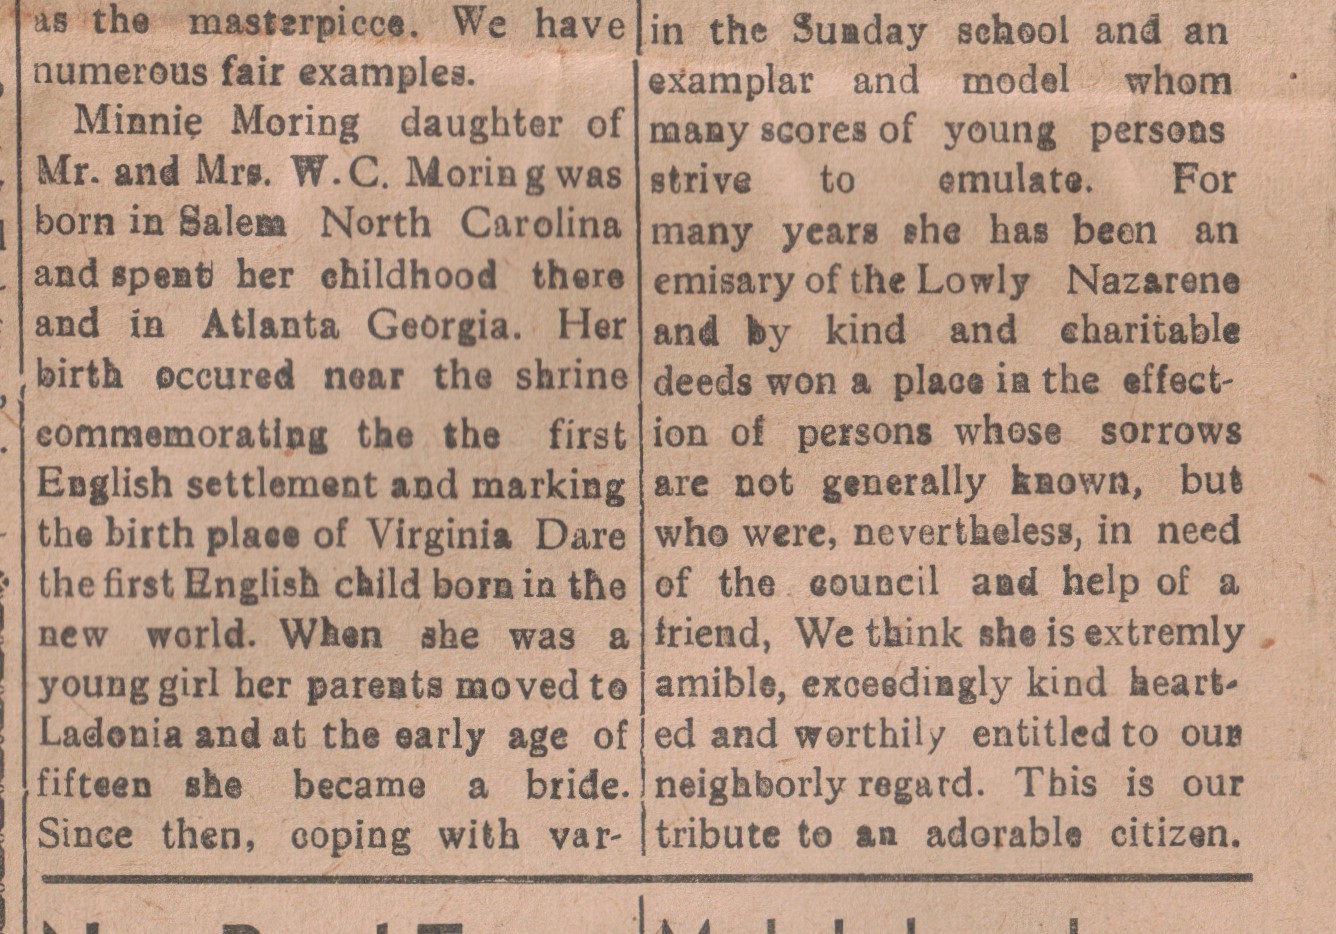 as the masterpicce. We have
numerous fair examples.
Minnie Moring daughter of
Mr. and Mrs. W.C. Moring was
born in Salem North Carolina
and spent her childhood there
and in Atlanta Georgia. Her
birth occured near the shrine
commemorating the the first
English settlement and marking
the birth place of Virginia Dare
the first English child born in the
new world. When she was a
young girl her parents moved to
Ladonia and at the early age of
fifteen she became a bride.
Since then, coping with var-
in the Sunday school and an
examplar and model whom
many scores of young persons
strive to emulate. For
many years she has been an
emisary of the Lowly Nazarene
and by kind and charitable
deeds won a place in the effect-
ion of persons whose sorrows
are not generally known, but
who were, nevertheless, in need
of the council and help of a
friend, We think she is extremly
amible, exceedingly kind heart-
ed and worthily entitled to our
neighborly regard. This is our
tribute to an adorable citizen.